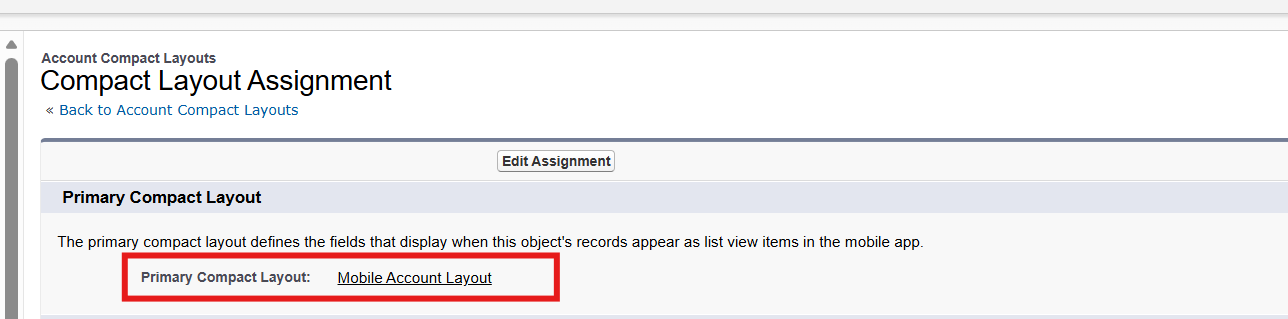 Account Compact Layouts
Compact Layout Assignment
« Back to Account Compact Layouts
Edit Assignment
Primary Compact Layout
The primary compact layout defines the fields that display when this object's records appear as list view items in the mobile app.
Primary Compact Layout: Mobile Account Layout